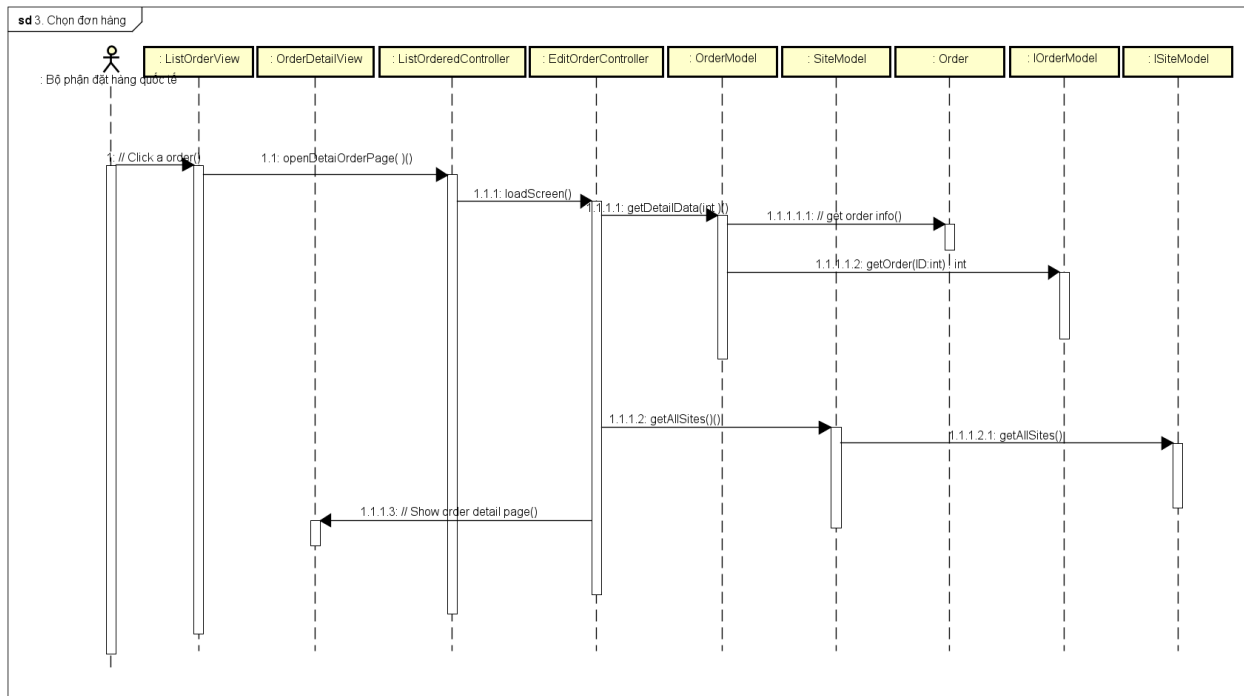 sd 3. Chọn đơn hàng
: ListOrderView
: OrderDetailView
: ListOrderedController
: EditOrderController
: OrderModel
: SiteModel
: Order
: IOrderModel
: ISiteModel
: Bộ phận đặt hàng quốc tế
1: // Click a order()
1.1: openDetaiOrderPage( )()
1.1.1: loadScreen()
1.1.1.1: getDetailData(int )()
1.1.1.1.1: // get order info()
1.1.1.1.2: getOrder(ID:int) : int
1.1.1.2: getAllSites()()
1.1.1.2.1: getAllSites()
1.1.1.3: // Show order detail page()